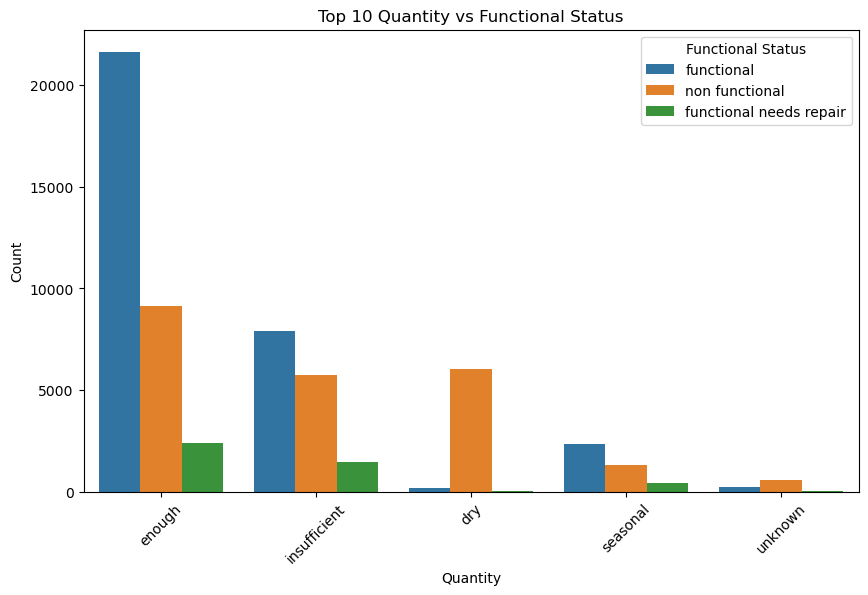 Top 10 Quantity vs Functional Status
Functional Status
functional
non functional
functional needs repair
Count
20000
15000
10000
5000
0
enough
insufficient
dry
seasonal
unknown
Quantity